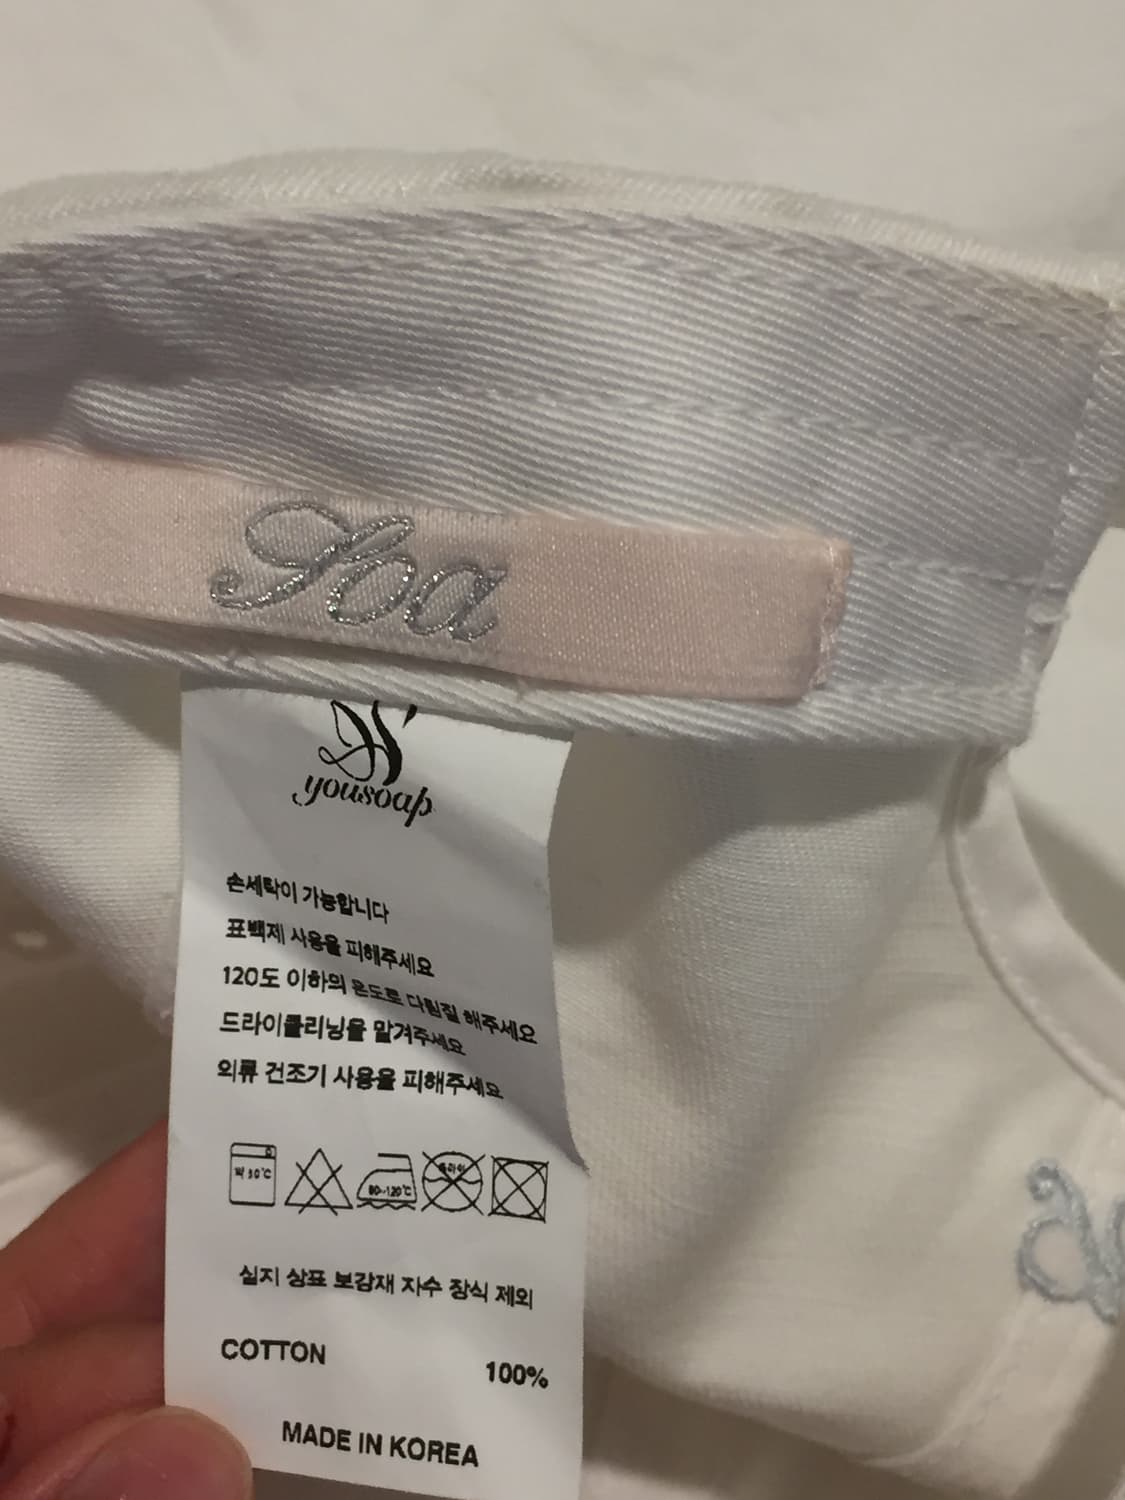 Soa
yousoap
손세탁이 가능합니다
표백제 사용을 피해주세요
120도 이하의 온도로 다림질 해주세요
드라이클리닝을 맡겨주세요
의류 건조기 사용을 피해주세요
약 30℃
80~120℃
드라이
실지 상표 보강재 자수 장식 제외
COTTON 100%
MADE IN KOREA